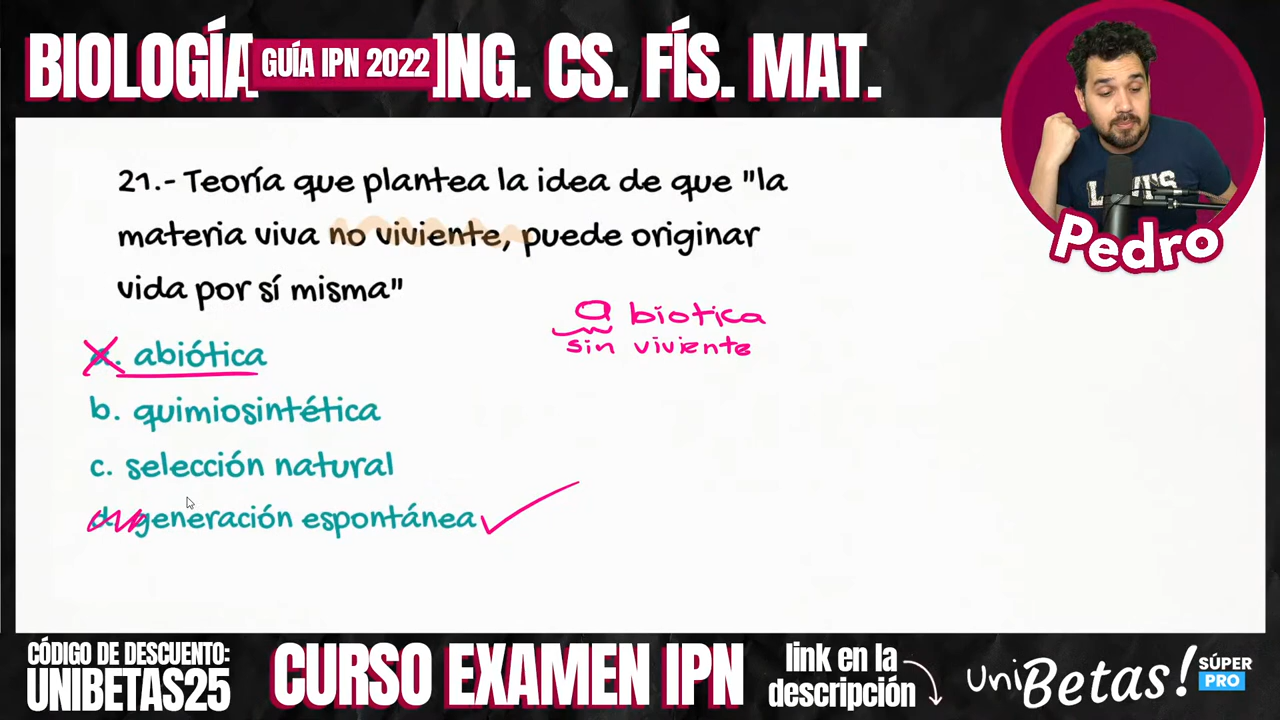 BIOLOGÍA[GUÍA IPN 2022]ING. CS. FÍS. MAT.
21.- Teoría que plantea la idea de que "la
materia viva no viviente, puede originar
vida por sí misma"
a biotica
sin viviente
a. abiótica
b. quimiosintética
c. selección natural
d. generación espontánea
Pedro
CÓDIGO DE DESCUENTO:
UNIBETAS25
CURSO EXAMEN IPN
link en la
descripción
uniBetas!
SÚPER
PRO